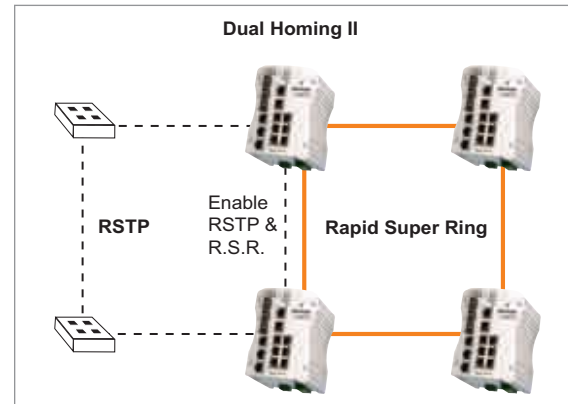 Dual Homing II
RSTP
Enable
RSTP &
R.S.R.
Rapid Super Ring